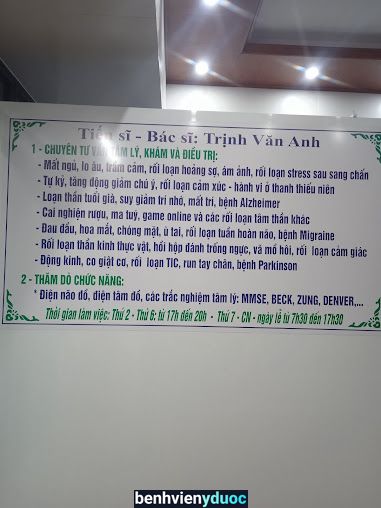 Tiến sĩ - Bác sĩ: Trịnh Văn Anh
1 - CHUYÊN TƯ VẤN TÂM LÝ, KHÁM VÀ ĐIỀU TRỊ:
- Mất ngủ, lo âu, trầm cảm, rối loạn hoảng sợ, ám ảnh, rối loạn stress sau sang chấn
- Tự kỷ, tăng động giảm chú ý, rối loạn cảm xúc - hành vi ở thanh thiếu niên
- Loạn thần tuổi già, suy giảm trí nhớ, mất trí, bệnh Alzheimer
- Cai nghiện rượu, ma tuý, game online và các rối loạn tâm thần khác
- Đau đầu, hoa mắt, chóng mặt, ù tai, rối loạn tuần hoàn não, bệnh Migraine
- Rối loạn thần kinh thực vật, hồi hộp đánh trống ngực, vã mồ hôi, rối loạn cảm giác
- Động kinh, co giật cơ, rối loạn TIC, run tay chân, bệnh Parkinson
2 - THĂM DÒ CHỨC NĂNG:
* Điện não đồ, điện tâm đồ, các trắc nghiệm tâm lý: MMSE, BECK, ZUNG, DENVER,...
Thời gian làm việc: Thứ 2 - Thứ 6: từ 17h đến 20h - Thứ 7 - CN - ngày lễ từ 7h30 đến 17h30
benhvienyduoc